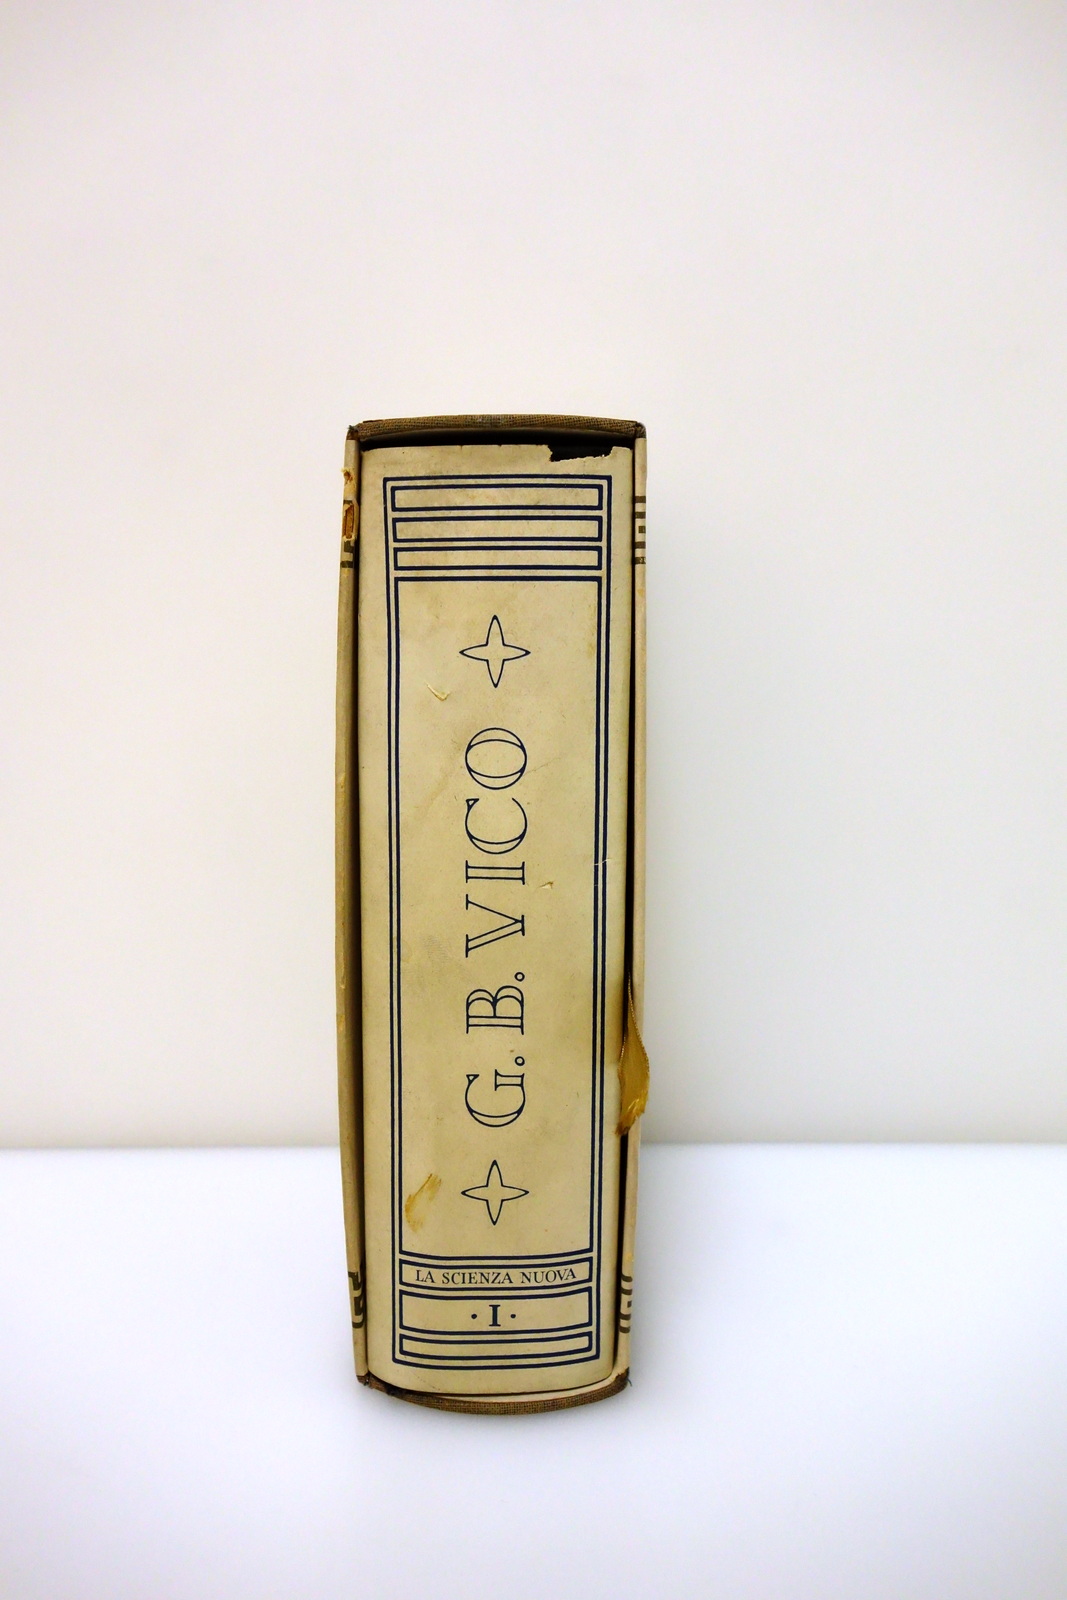 G. B. VICO
LA SCIENZA NUOVA
· I ·